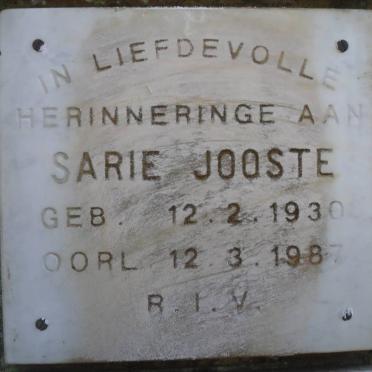 IN LIEFDEVOLLE
HERINNERINGE AAN
SARIE JOOSTE
GEB. 12.2.1930
OORL 12.3.1987
R.I.V.